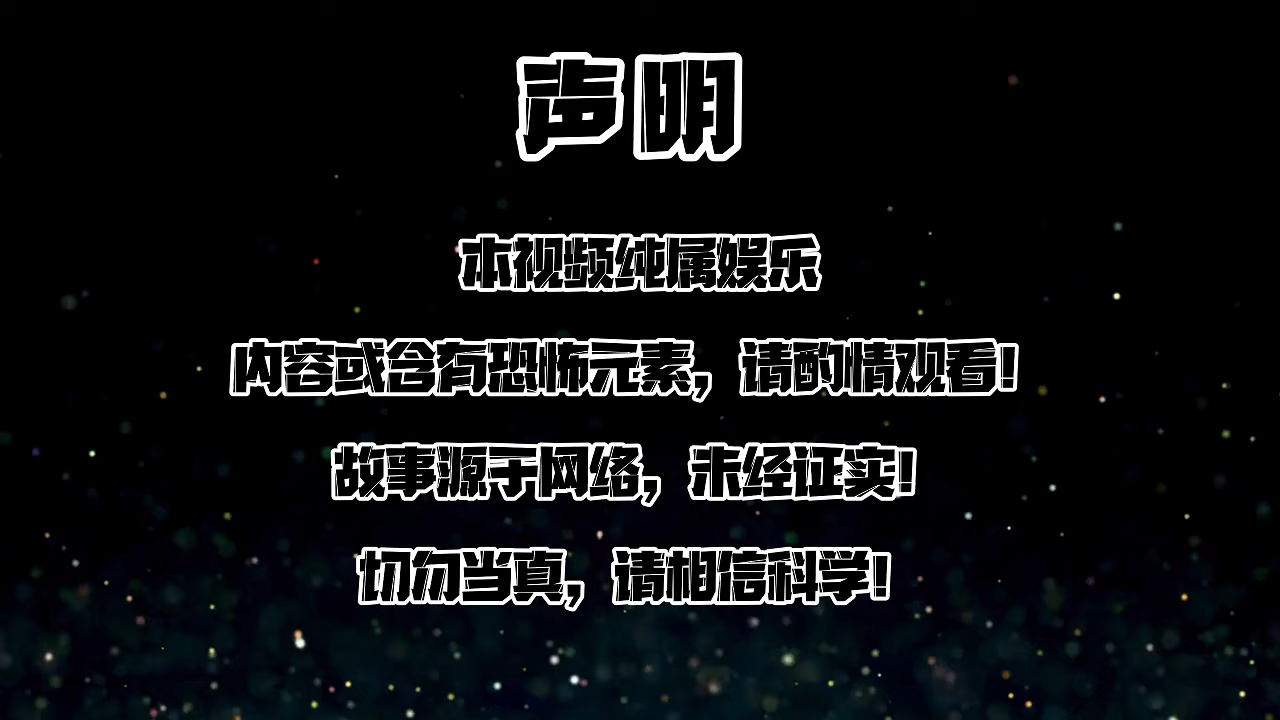 声明
本视频纯属娱乐
内容或含有恐怖元素，请酌情观看！
故事源于网络，未经证实！
切勿当真，请相信科学！